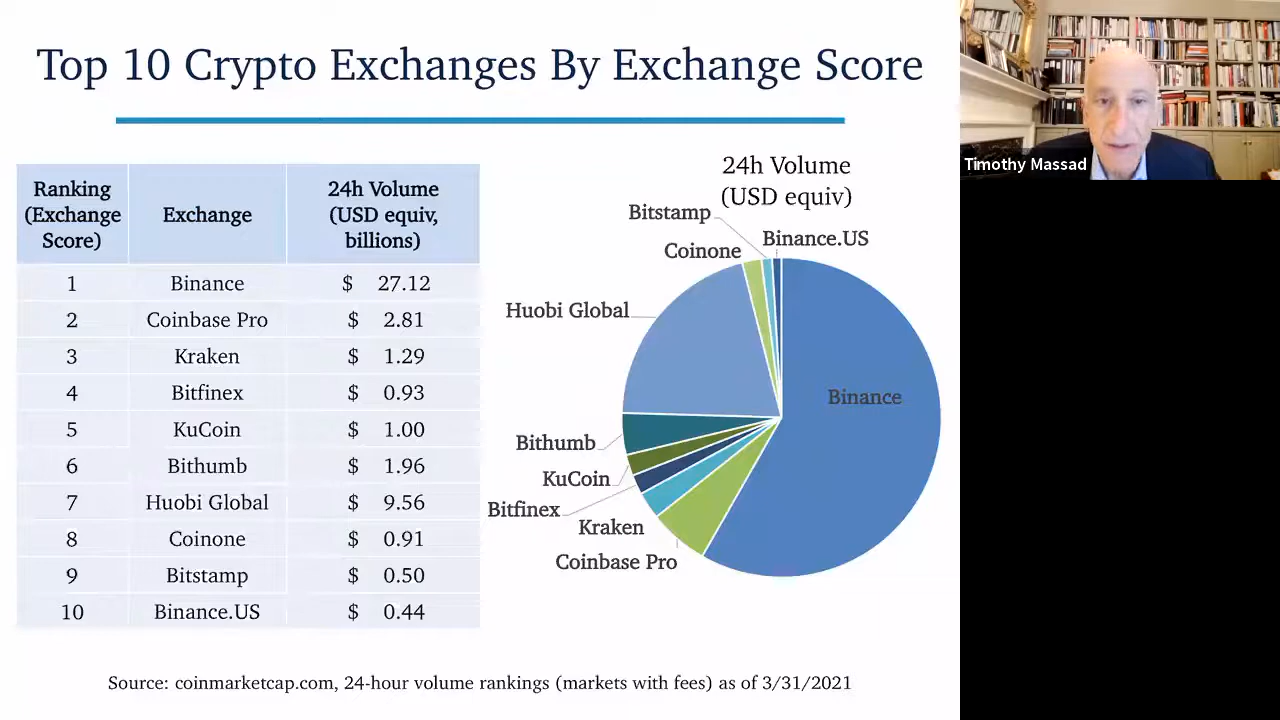 Top 10 Crypto Exchanges By Exchange Score
Timothy Massad
Ranking
(Exchange
Score)
Exchange
24h Volume
(USD equiv,
billions)
1 Binance $ 27.12
2 Coinbase Pro $ 2.81
3 Kraken $ 1.29
4 Bitfinex $ 0.93
5 KuCoin $ 1.00
6 Bithumb $ 1.96
7 Huobi Global $ 9.56
8 Coinone $ 0.91
9 Bitstamp $ 0.50
10 Binance.US $ 0.44
24h Volume
(USD equiv)
Bitstamp
Binance.US
Coinone
Huobi Global
Binance
Bithumb
KuCoin
Bitfinex
Kraken
Coinbase Pro
Source: coinmarketcap.com, 24-hour volume rankings (markets with fees) as of 3/31/2021